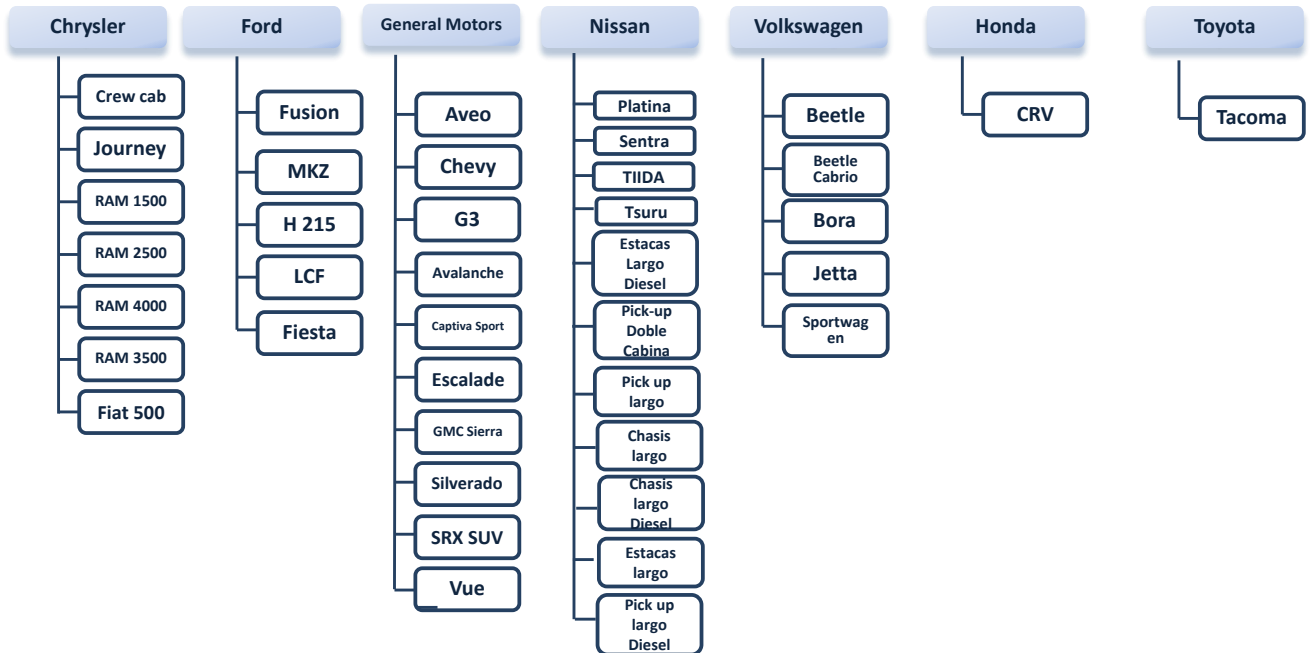 Chrysler
Crew cab
Journey
RAM 1500
RAM 2500
RAM 4000
RAM 3500
Fiat 500
Ford
Fusion
MKZ
H 215
LCF
Fiesta
General Motors
Aveo
Chevy
G3
Avalanche
Captiva Sport
Escalade
GMC Sierra
Silverado
SRX SUV
Vue
Nissan
Platina
Sentra
TIIDA
Tsuru
Estacas
Largo
Diesel
Pick-up
Doble
Cabina
Pick up
largo
Chasis
largo
Chasis
largo
Diesel
Estacas
largo
Pick up
largo
Diesel
Volkswagen
Beetle
Beetle
Cabrio
Bora
Jetta
Sportwag
en
Honda
CRV
Toyota
Tacoma